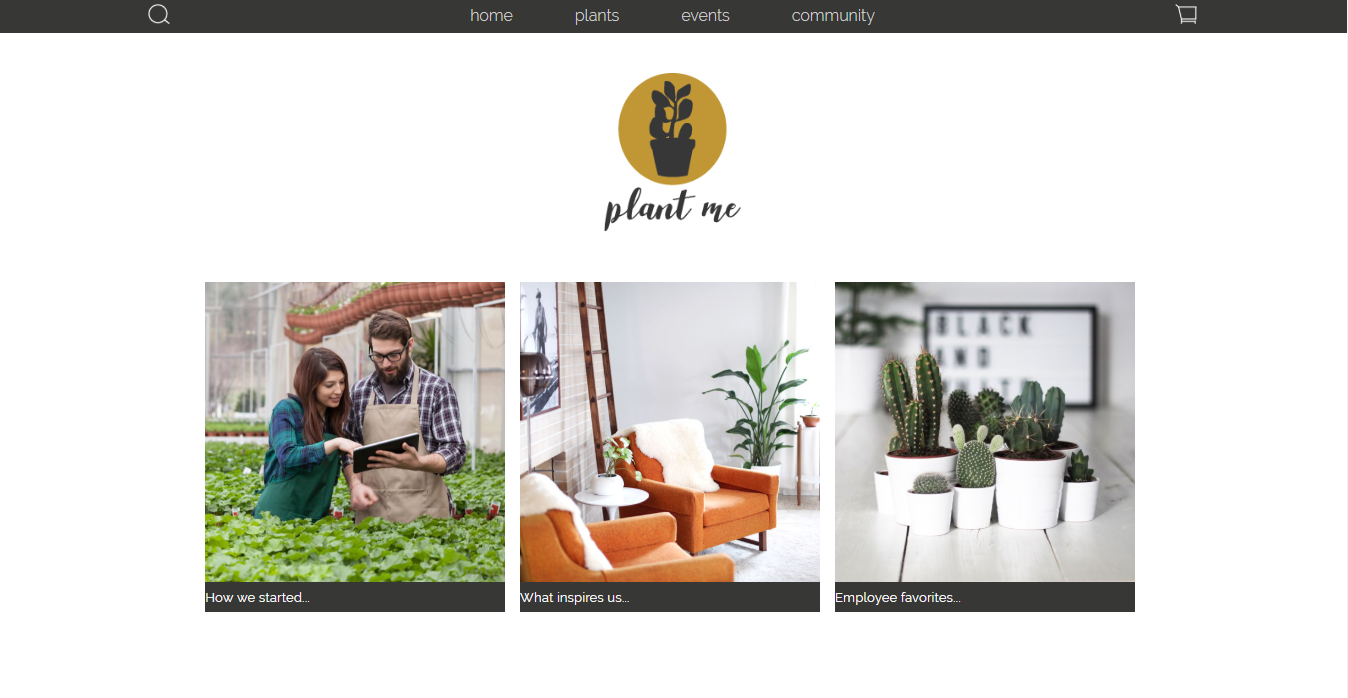 home plants events community
plant me
BLACK
AND
How we started...
What inspires us...
Employee favorites...